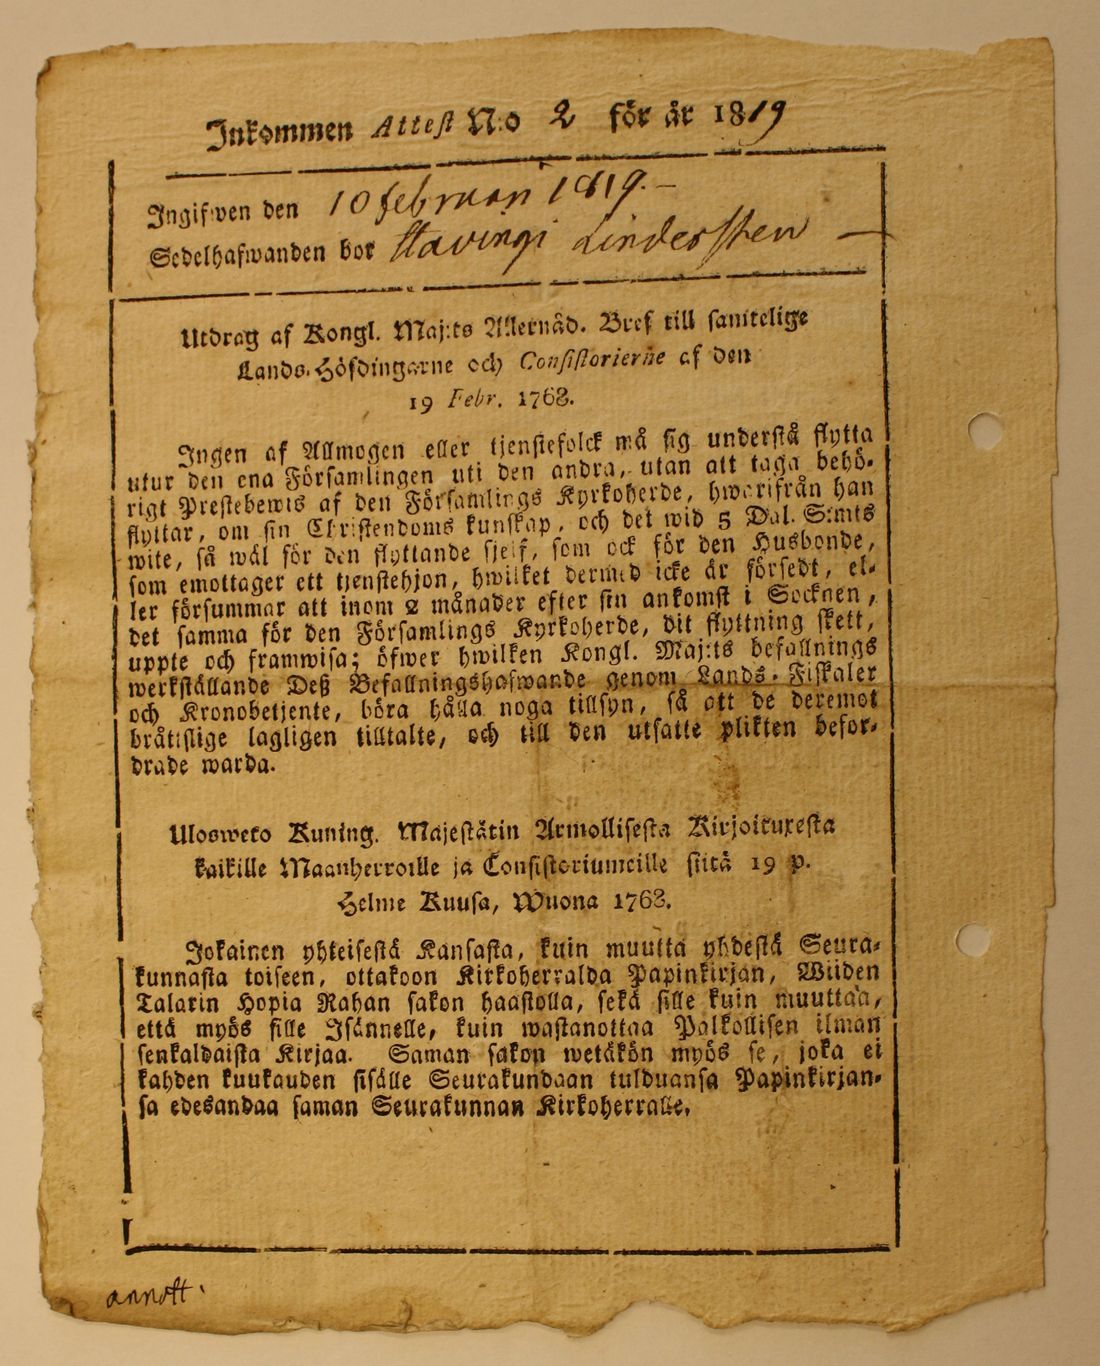 Inkommen Attest N:o 2 för år 1819
Ingifwen den 10 februari 1819.–
Sedelhafwanden bor Stavingi Lindersten —
Utdrag af Kongl. Maj:ts Allernåd. Bref till samtelige
Lands-Höfdingarne och Consistorierne af den
19 Febr. 1763.
Ingen af Allmogen eller tjenstefolck må sig understå flytta
utur den ena Församlingen uti den andra, utan att taga behö-
rigt Prestebewis af den Församlings Kyrkoherde, hwarifrån han
flyttar, om sin Christendoms kunskap, och det wid 5 Dal. S:mts
wite, så wäl för den flyttande sjelf, som ock för den Husbonde,
som emottager ett tjenstehjon, hwilket dermed icke är försedt, el-
ler försummar att inom 2 månader efter sin ankomst i Socknen,
det samma för den Församlings Kyrkoherde, dit flyttning skett,
uppte och framwisa; öfwer hwilken Kongl. Maj:ts befallnings
werkställande Deß Befallningshafwande genom Lands-Fiskaler
och Kronobetjente, böra hålla noga tillsyn, så att de deremot
bråtislige lagligen tilltalte, och till den utsatte plikten befor-
drade warda.
Ulosweto Kuning. Majestätin Armollisesta Kirjoituxesta
kaikille Maanherroille ja Consistoriumeille siitä 19 p.
Helme Kuusa, Wuona 1763.
Jokainen yhteisestä Kansasta, kuin muutta yhdestä Seura-
kunnasta toiseen, ottakoon Kirkoherralda Papinkirjan, Wiiden
Talarin Hopia Rahan sakon haastolla, sekä sille kuin muuttaa,
että myös sille Isännelle, kuin wastanottaa Palkollisen ilman
senkaldaista Kirjaa. Saman sakon wetäkön myös se, joka ei
kahden kuukauden sisälle Seurakundaan tulduansa Papinkirjan-
sa edesandaa saman Seurakunnan Kirkoherralle.
annott.